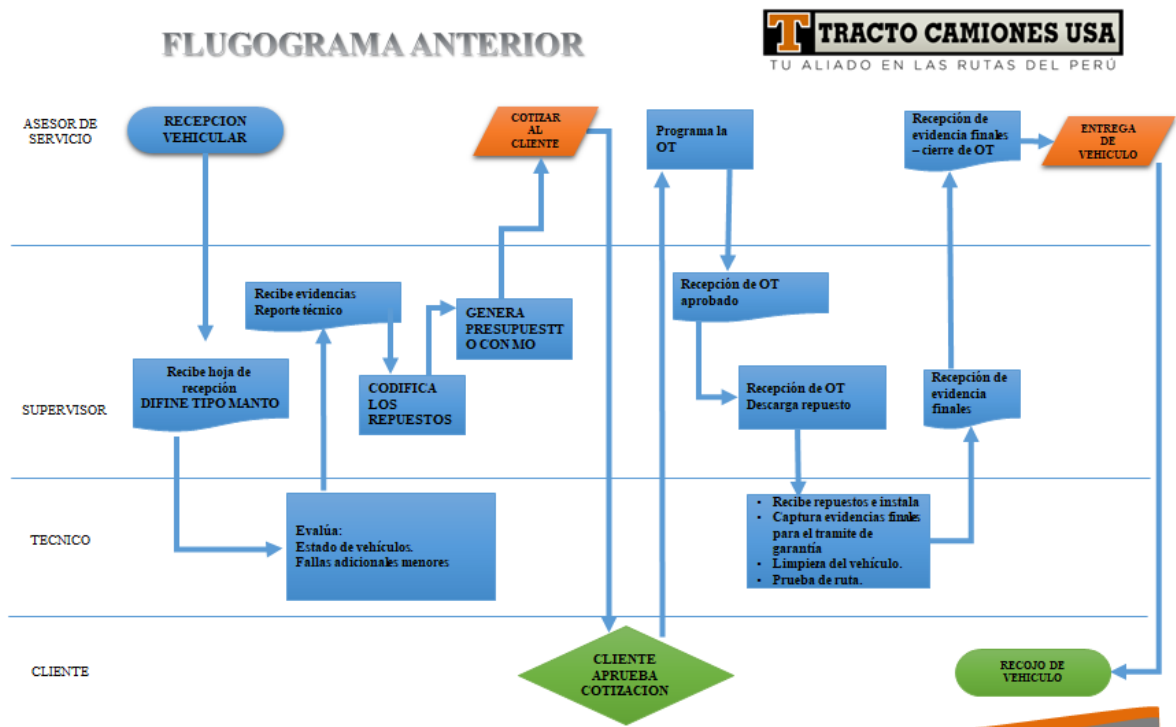 FLUGOGRAMA ANTERIOR
T TRACTO CAMIONES USA
TU ALIADO EN LAS RUTAS DEL PERÚ
ASESOR DE
SERVICIO
RECEPCION
VEHICULAR
COTIZAR
AL
CLIENTE
Programa la
OT
Recepción de
evidencia finales
– cierre de OT
ENTREGA
DE
VEHICULO
SUPERVISOR
Recibe hoja de
recepción
DIFINE TIPO MANTO
Recibe evidencias
Reporte técnico
CODIFICA
LOS
REPUESTOS
GENERA
PRESUPUESTT
O CON MO
Recepción de OT
aprobado
Recepción de OT
Descarga repuesto
Recepción de
evidencia
finales
TECNICO
Evalúa:
Estado de vehículos.
Fallas adicionales menores
• Recibe repuestos e instala
• Captura evidencias finales
para el tramite de
garantía
• Limpieza del vehículo.
• Prueba de ruta.
CLIENTE
CLIENTE
APRUEBA
COTIZACION
RECOJO DE
VEHICULO